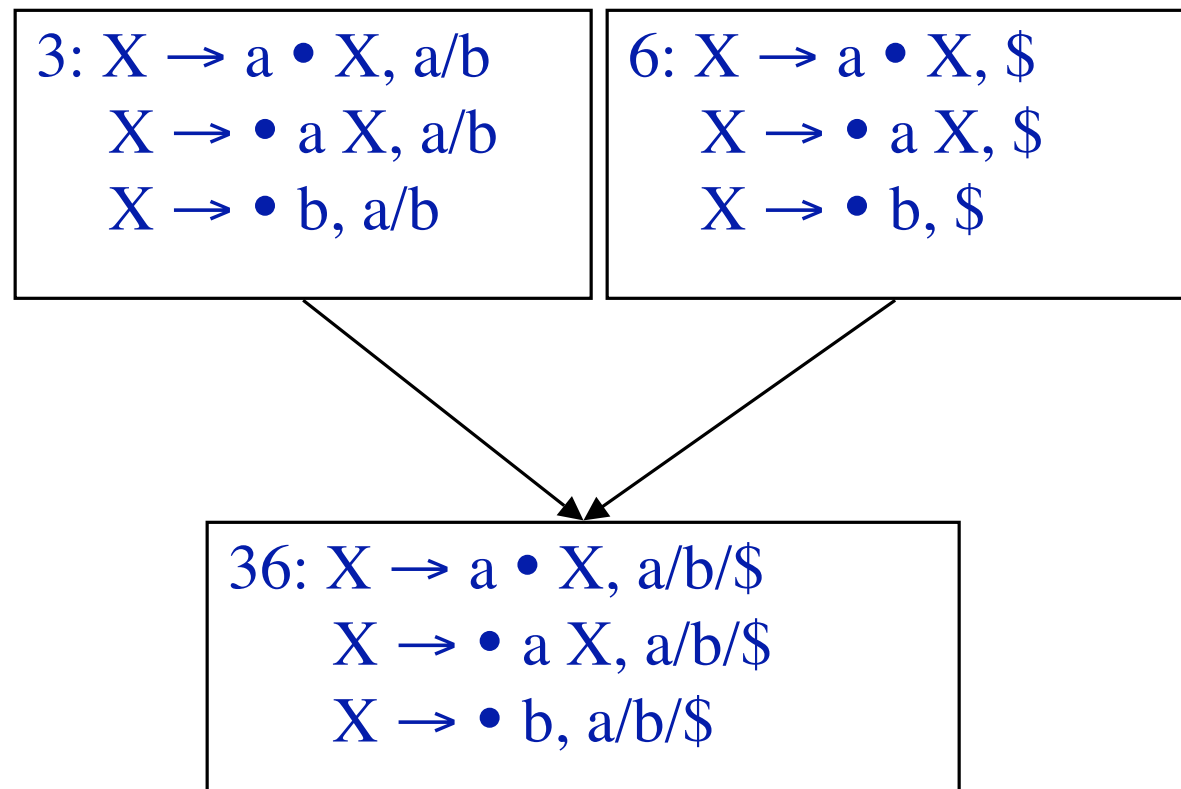 3: X → a • X, a/b
X → • a X, a/b
X → • b, a/b
6: X → a • X, $
X → • a X, $
X → • b, $
36: X → a • X, a/b/$
X → • a X, a/b/$
X → • b, a/b/$